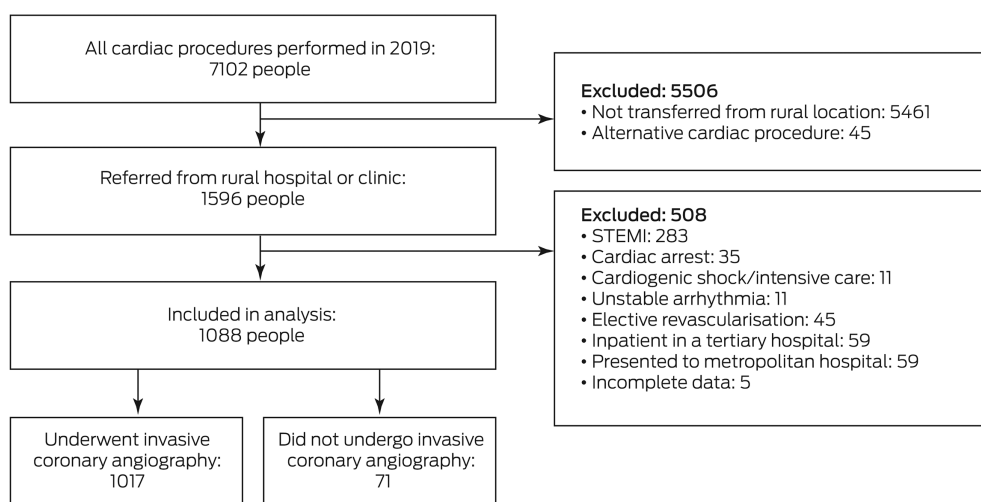 All cardiac procedures performed in 2019:
7102 people
Excluded: 5506
• Not transferred from rural location: 5461
• Alternative cardiac procedure: 45
Referred from rural hospital or clinic:
1596 people
Excluded: 508
• STEMI: 283
• Cardiac arrest: 35
• Cardiogenic shock/intensive care: 11
• Unstable arrhythmia: 11
• Elective revascularisation: 45
• Inpatient in a tertiary hospital: 59
• Presented to metropolitan hospital: 59
• Incomplete data: 5
Included in analysis:
1088 people
Underwent invasive
coronary angiography:
1017
Did not undergo invasive
coronary angiography:
71